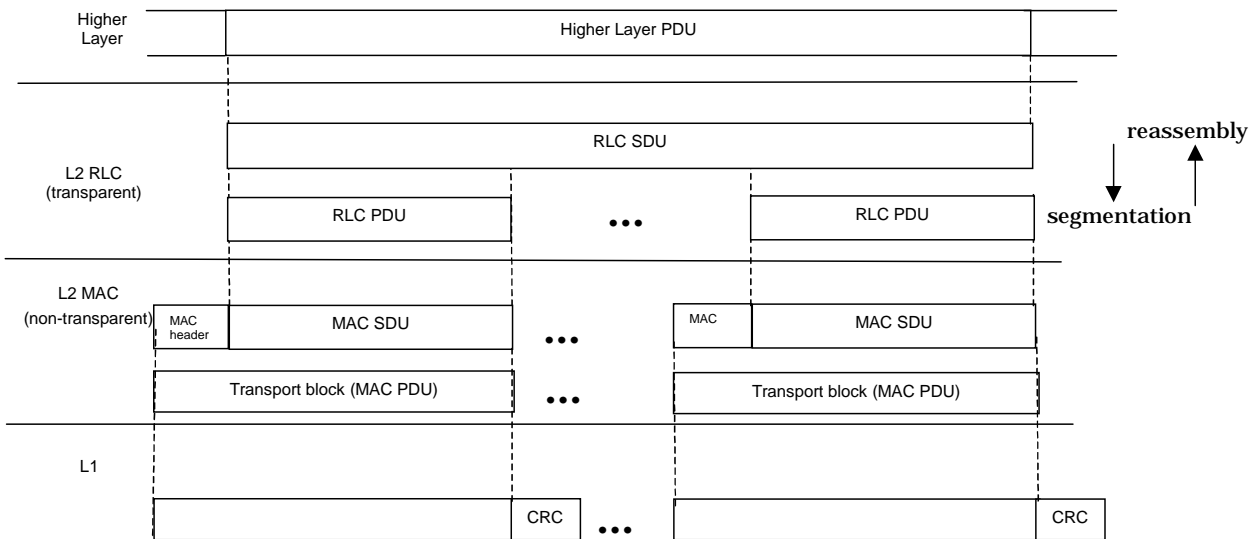 Higher
Layer
Higher Layer PDU
RLC SDU
reassembly
L2 RLC
(transparent)
RLC PDU
•••
RLC PDU
segmentation
L2 MAC
(non-transparent)
MAC
header
MAC SDU
•••
MAC
MAC SDU
Transport block (MAC PDU)
•••
Transport block (MAC PDU)
L1
CRC
•••
CRC